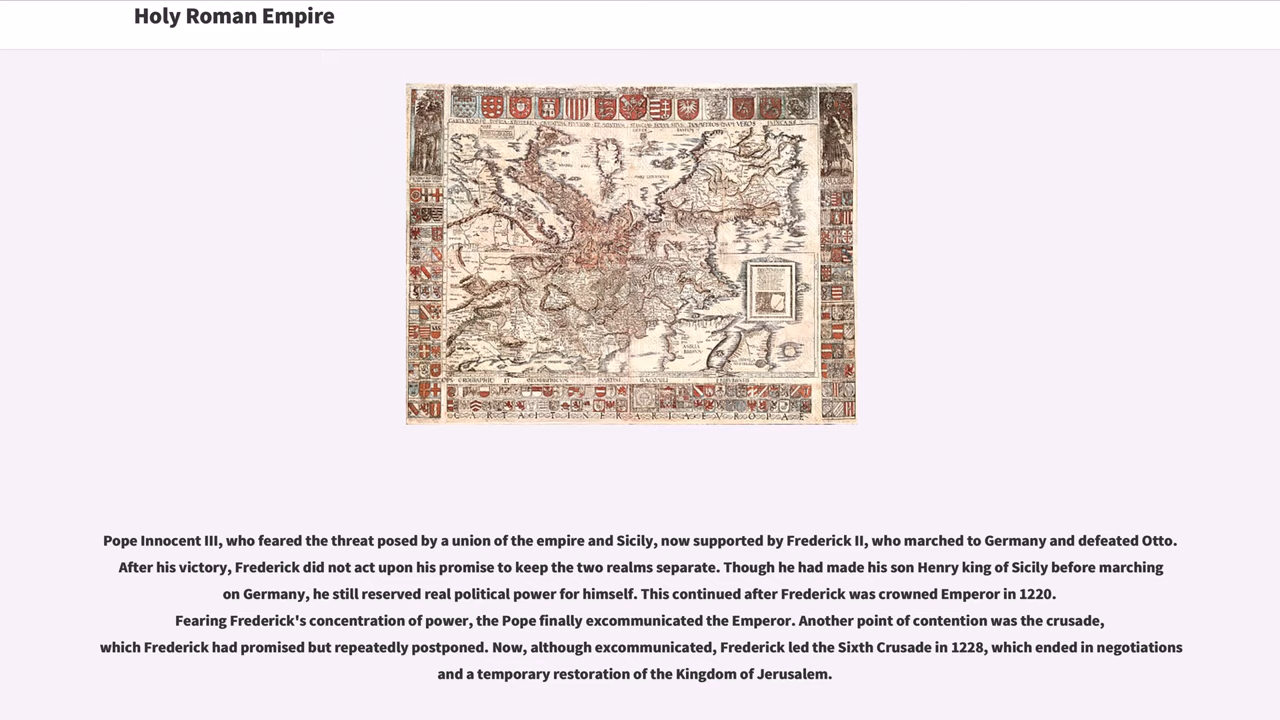 Holy Roman Empire
Pope Innocent III, who feared the threat posed by a union of the empire and Sicily, now supported by Frederick II, who marched to Germany and defeated Otto.
After his victory, Frederick did not act upon his promise to keep the two realms separate. Though he had made his son Henry king of Sicily before marching
on Germany, he still reserved real political power for himself. This continued after Frederick was crowned Emperor in 1220.
Fearing Frederick's concentration of power, the Pope finally excommunicated the Emperor. Another point of contention was the crusade,
which Frederick had promised but repeatedly postponed. Now, although excommunicated, Frederick led the Sixth Crusade in 1228, which ended in negotiations
and a temporary restoration of the Kingdom of Jerusalem.